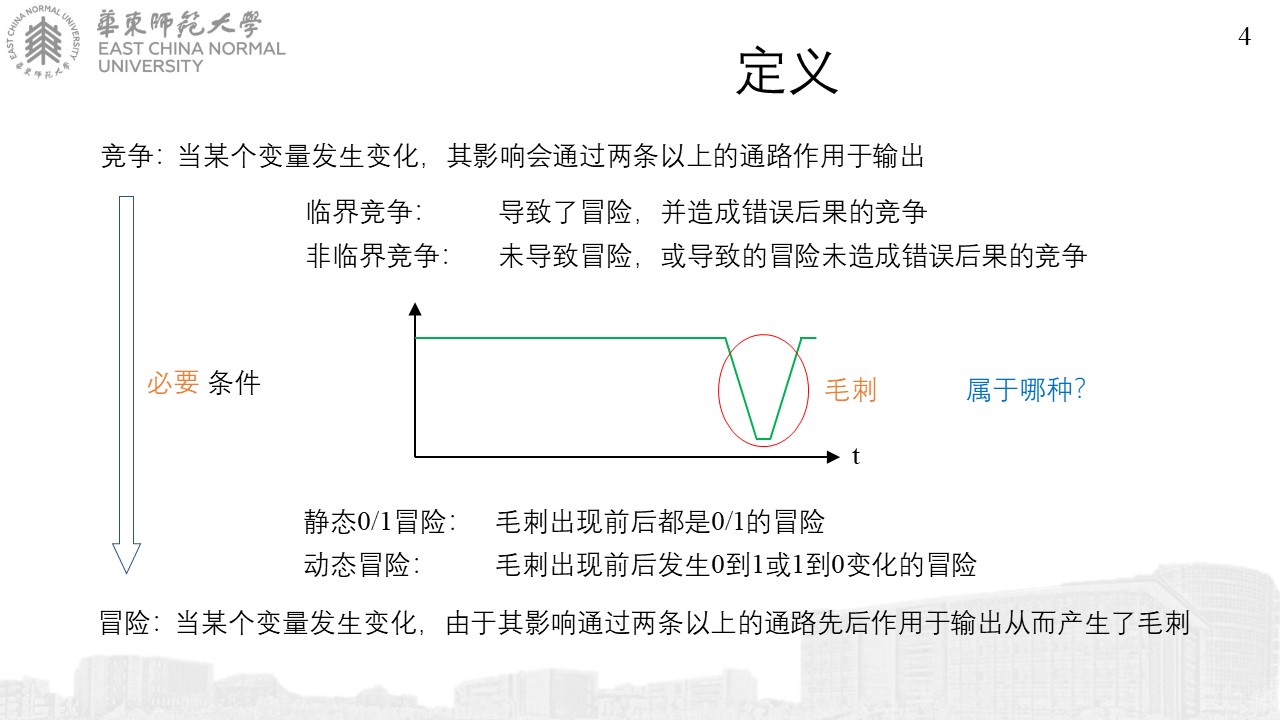 華東師範大學
EAST CHINA NORMAL
UNIVERSITY
EAST CHINA NORMAL UNIVERSITY
華東师范大学
4
定义
竞争：当某个变量发生变化，其影响会通过两条以上的通路作用于输出
临界竞争： 导致了冒险，并造成错误后果的竞争
非临界竞争： 未导致冒险，或导致的冒险未造成错误后果的竞争
必要 条件
毛刺
属于哪种？
t
静态0/1冒险： 毛刺出现前后都是0/1的冒险
动态冒险： 毛刺出现前后发生0到1或1到0变化的冒险
冒险：当某个变量发生变化，由于其影响通过两条以上的通路先后作用于输出从而产生了毛刺